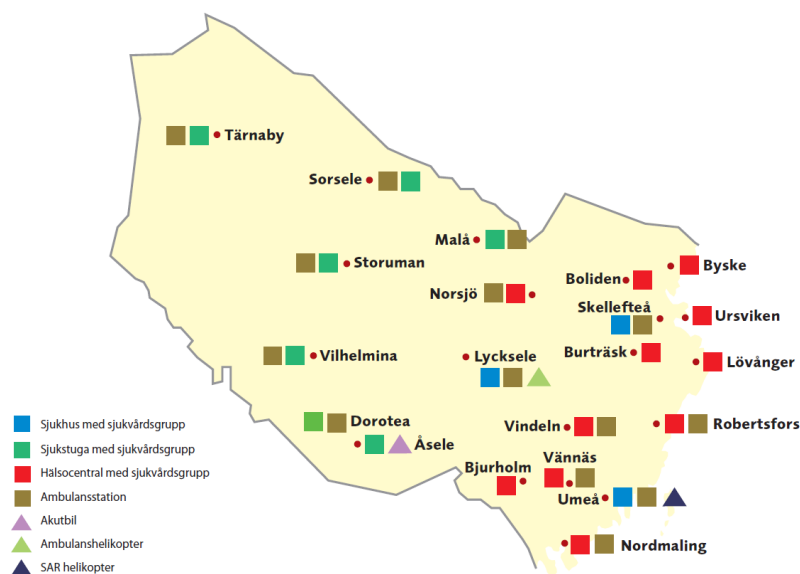 Tärnaby
Sorsele
Malå
Storuman
Byske
Boliden
Norsjö
Skellefteå
Ursviken
Vilhelmina
Lycksele
Burträsk
Lövånger
Dorotea
Vindeln
Robertsfors
Åsele
Vännäs
Bjurholm
Umeå
Nordmaling
Sjukhus med sjukvårdsgrupp
Sjukstuga med sjukvårdsgrupp
Hälsocentral med sjukvårdsgrupp
Ambulansstation
Akutbil
Ambulanshelikopter
SAR helikopter